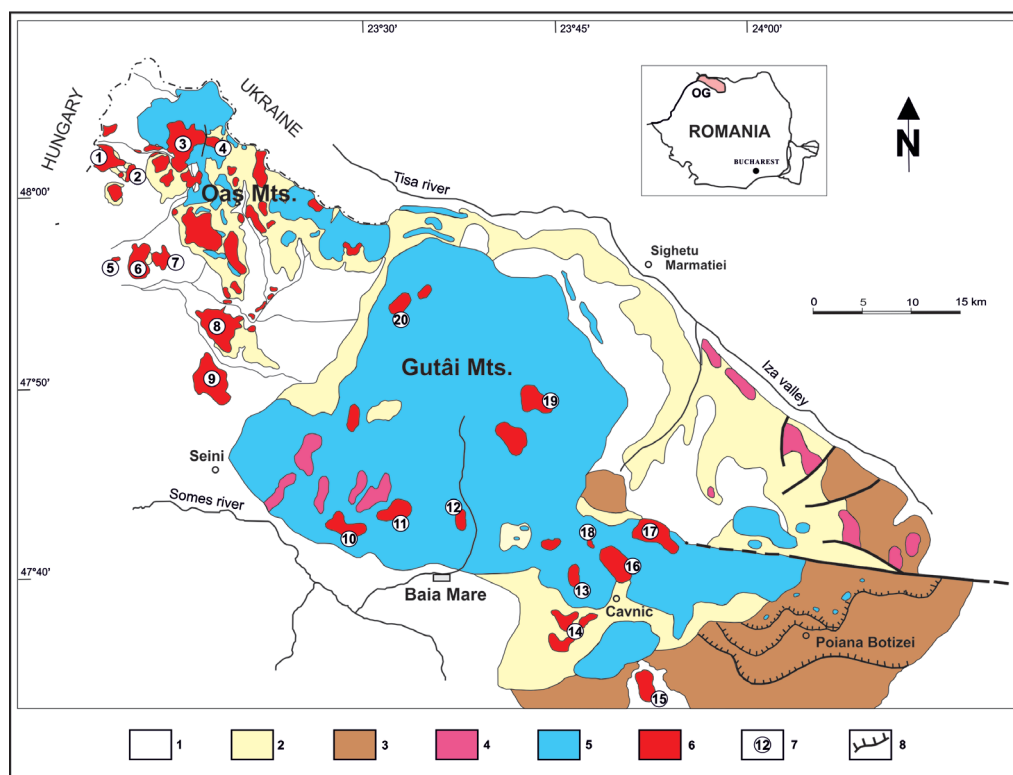 23°30'
23°45'
24°00'
HUNGARY
UKRAINE
OG
ROMANIA
BUCHAREST
N
1
2
3
4
48°00'
Oaş Mts.
Tisa river
Sighetu
Marmatiei
5
6
7
0 5 10 15 km
20
8
Gutâi Mts.
Iza valley
47°50'
9
19
Seini
Somes river
12
11
10
18
17
16
47°40'
Baia Mare
13
Cavnic
14
Poiana Botizei
15
1 2 3 4 5 6 12 7 8